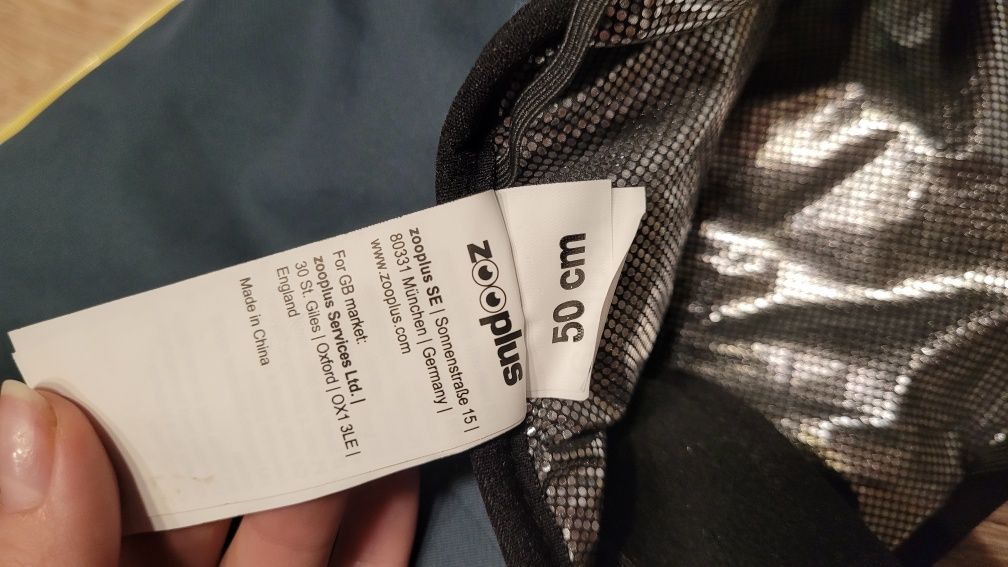 zooplus
zooplus SE | Sonnenstraße 15 |
80331 München | Germany |
www.zooplus.com
For GB market:
zooplus Services Ltd. |
30 St. Giles | Oxford | OX1 3LE |
England
Made in China
50 cm